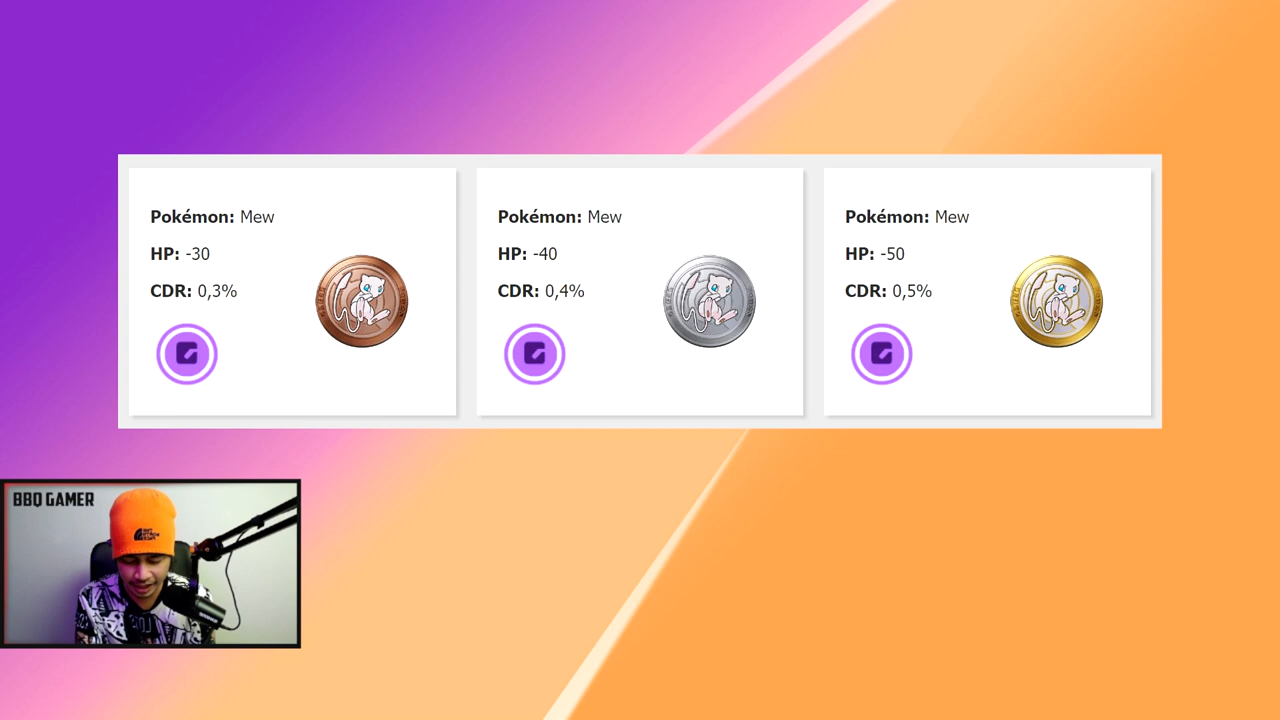 Pokémon: Mew
HP: -30
CDR: 0,3%
Pokémon: Mew
HP: -40
CDR: 0,4%
Pokémon: Mew
HP: -50
CDR: 0,5%
BBQ GAMER